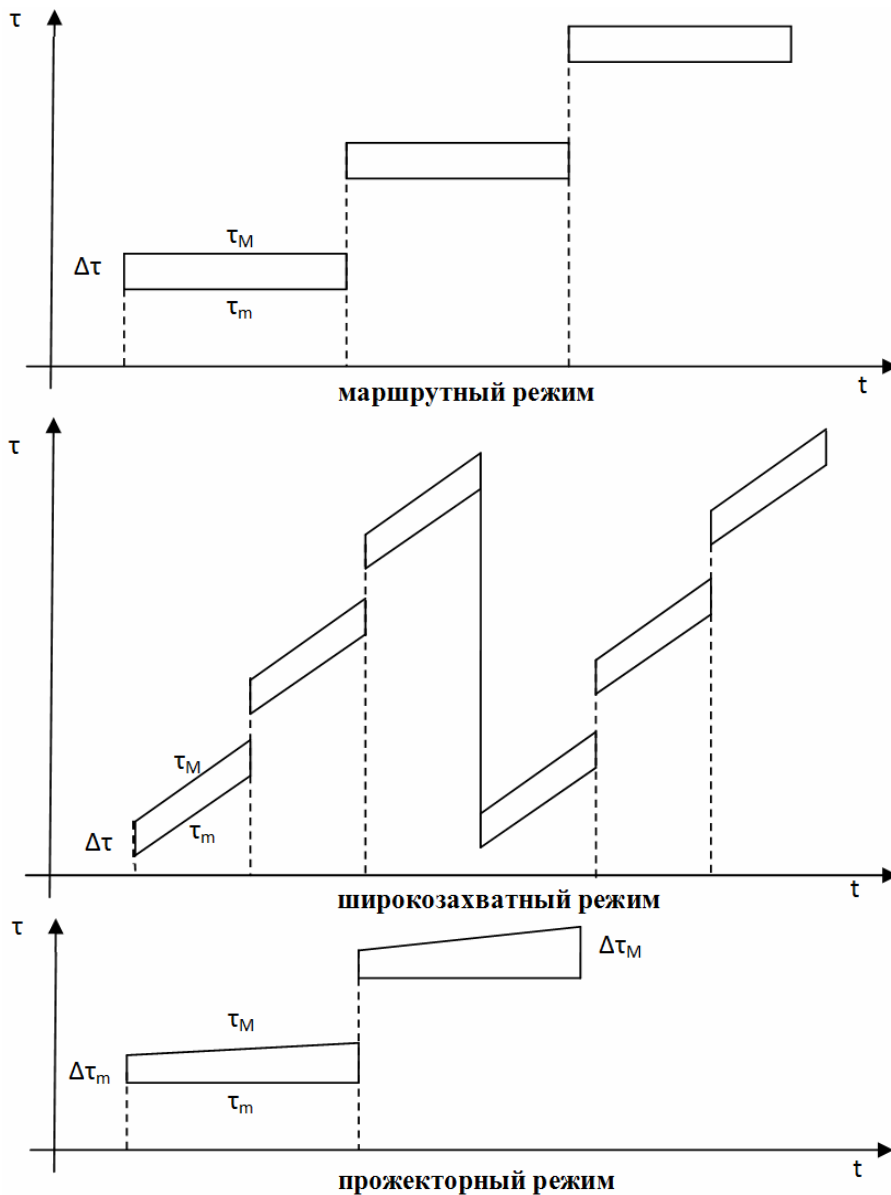 τ
τM
Δτ
τm
t
маршрутный режим
τ
τM
τm
Δτ
t
широкозахватный режим
τ
ΔτM
τM
Δτm
τm
t
прожекторный режим